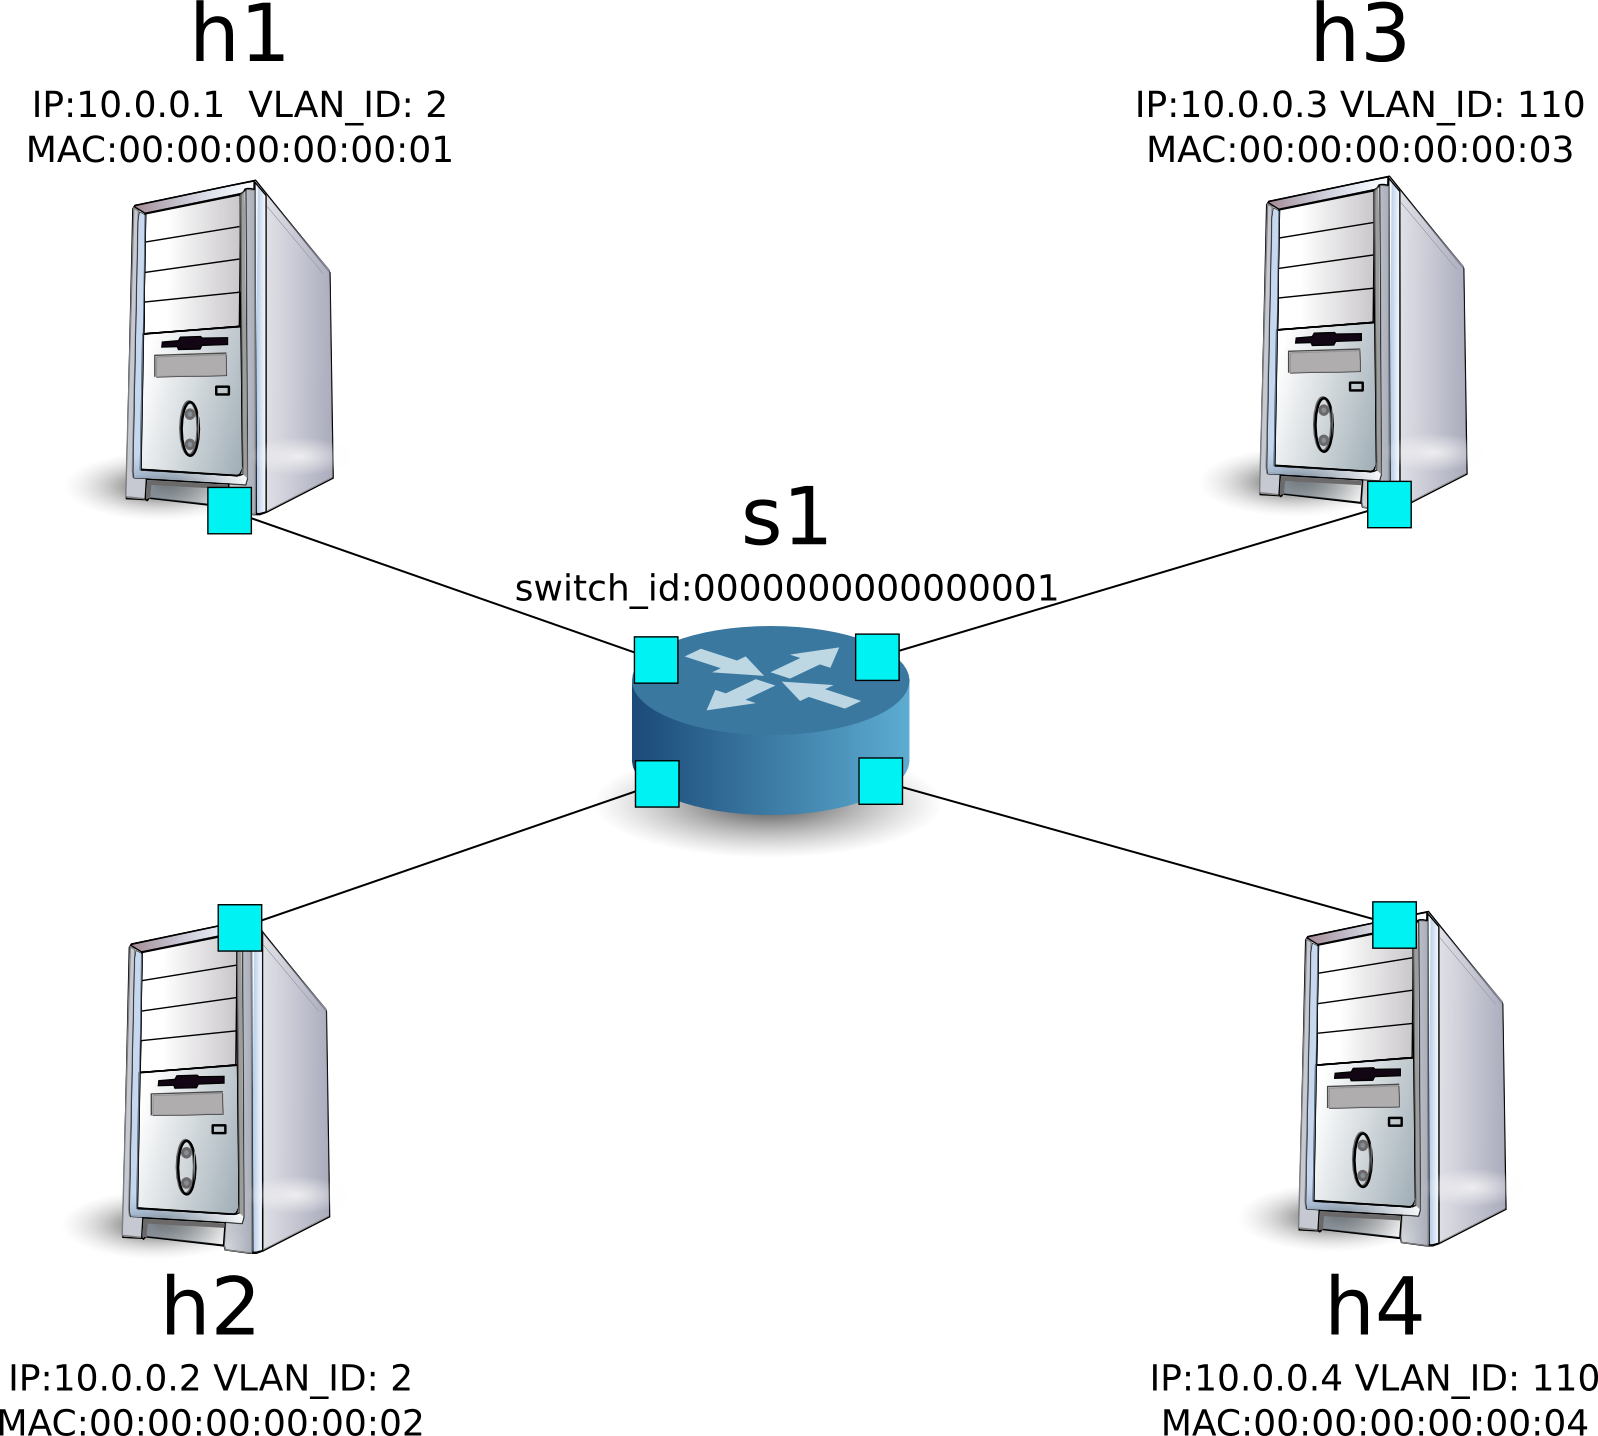 h1
IP:10.0.0.1  VLAN_ID: 2
MAC:00:00:00:00:00:01
h3
IP:10.0.0.3 VLAN_ID: 110
MAC:00:00:00:00:00:03
s1
switch_id:0000000000000001
h2
IP:10.0.0.2 VLAN_ID: 2
MAC:00:00:00:00:00:02
h4
IP:10.0.0.4 VLAN_ID: 110
MAC:00:00:00:00:00:04